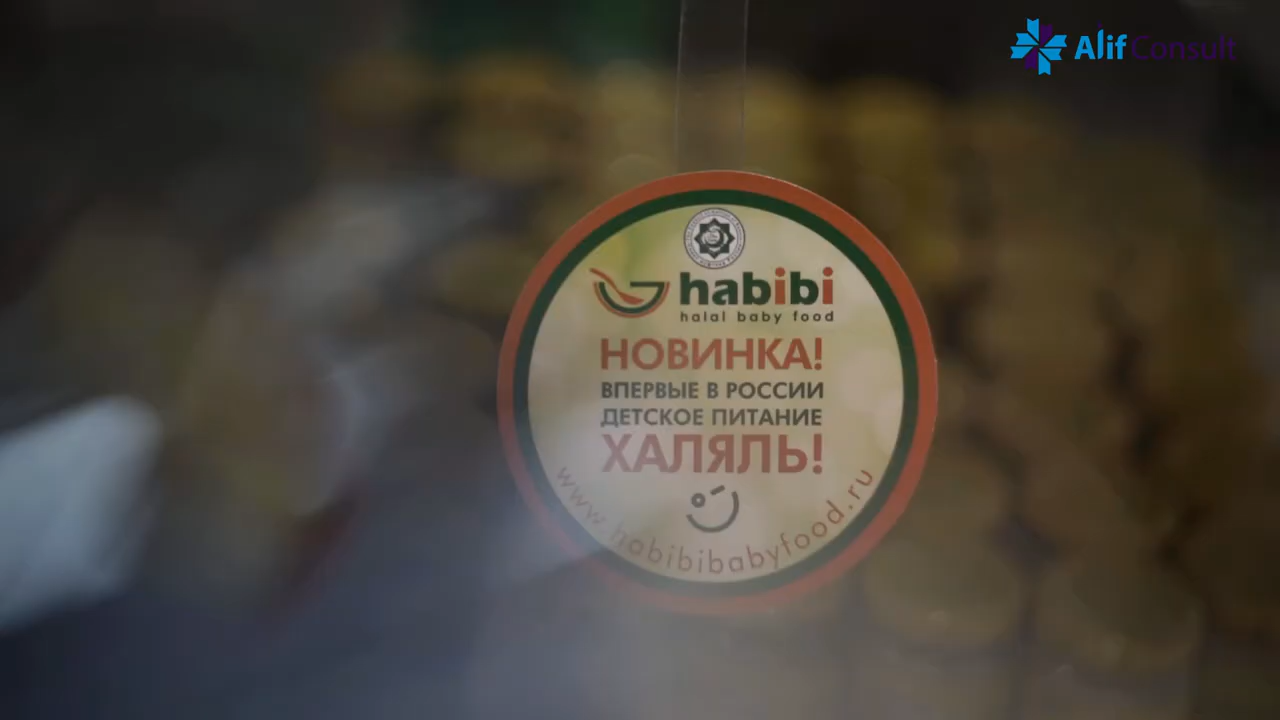 Alif Consult
habibi
halal baby food
НОВИНКА!
ВПЕРВЫЕ В РОССИИ
ДЕТСКОЕ ПИТАНИЕ
ХАЛЯЛЬ!
www.habibibabyfood.ru